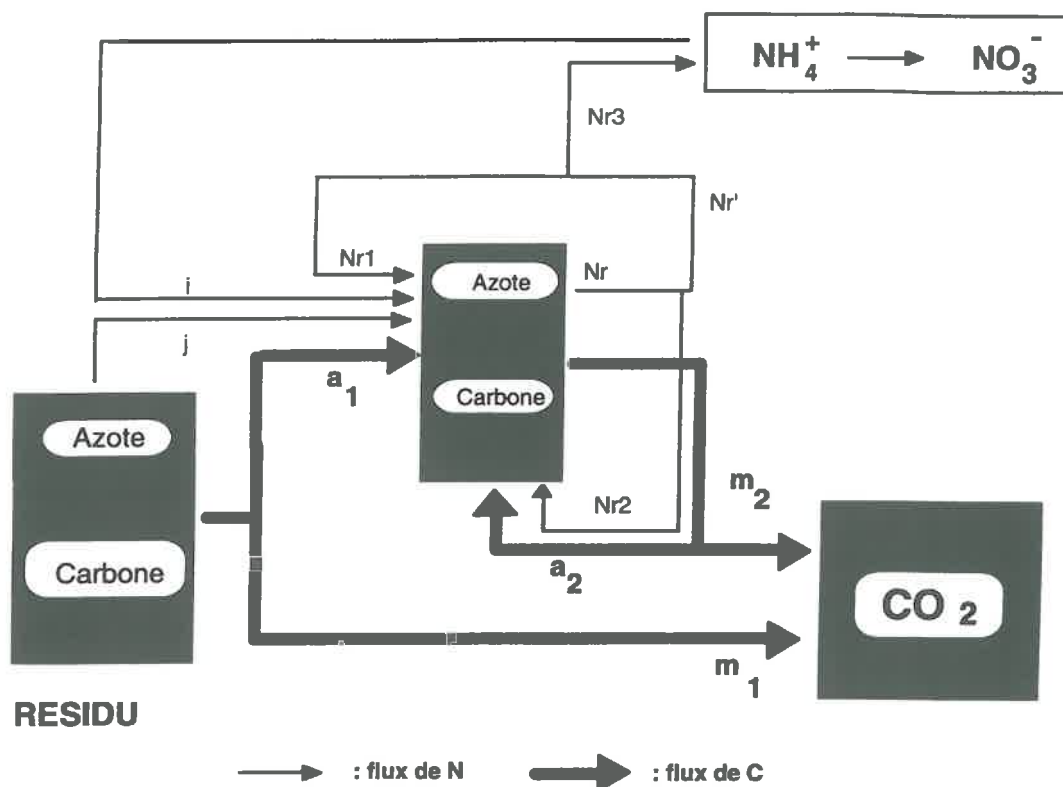 NH4+ → NO3-
Nr3
Nr'
Nr1
Azote
Nr
i
j
a1
Carbone
Azote
Nr2
m2
Carbone
a2
CO2
m1
RESIDU
: flux de N
: flux de C